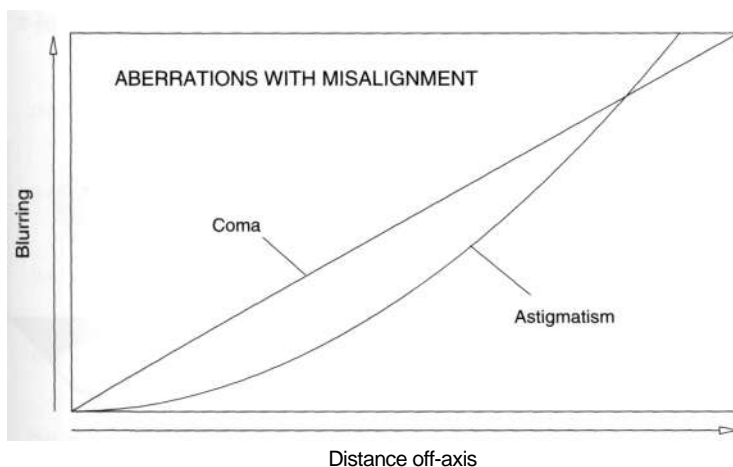 ABERRATIONS WITH MISALIGNMENT
Blurring
Coma
Astigmatism
Distance off-axis